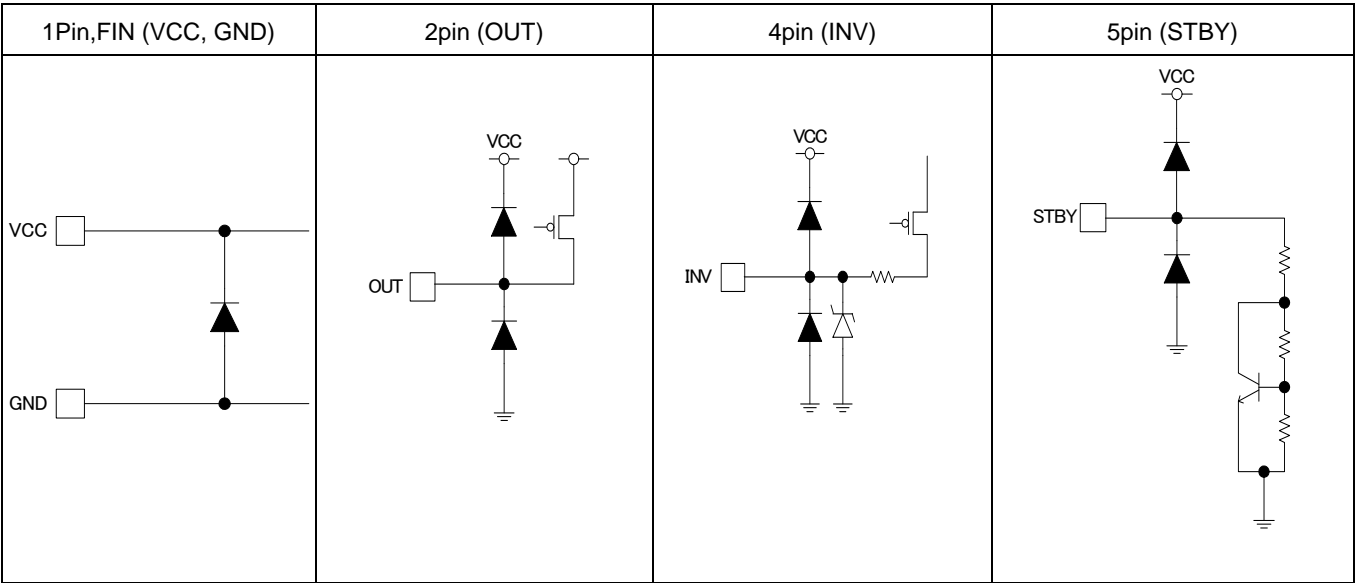 1Pin,FIN (VCC, GND)
2pin (OUT)
4pin (INV)
5pin (STBY)
VCC
GND
VCC
OUT
VCC
INV
VCC
STBY